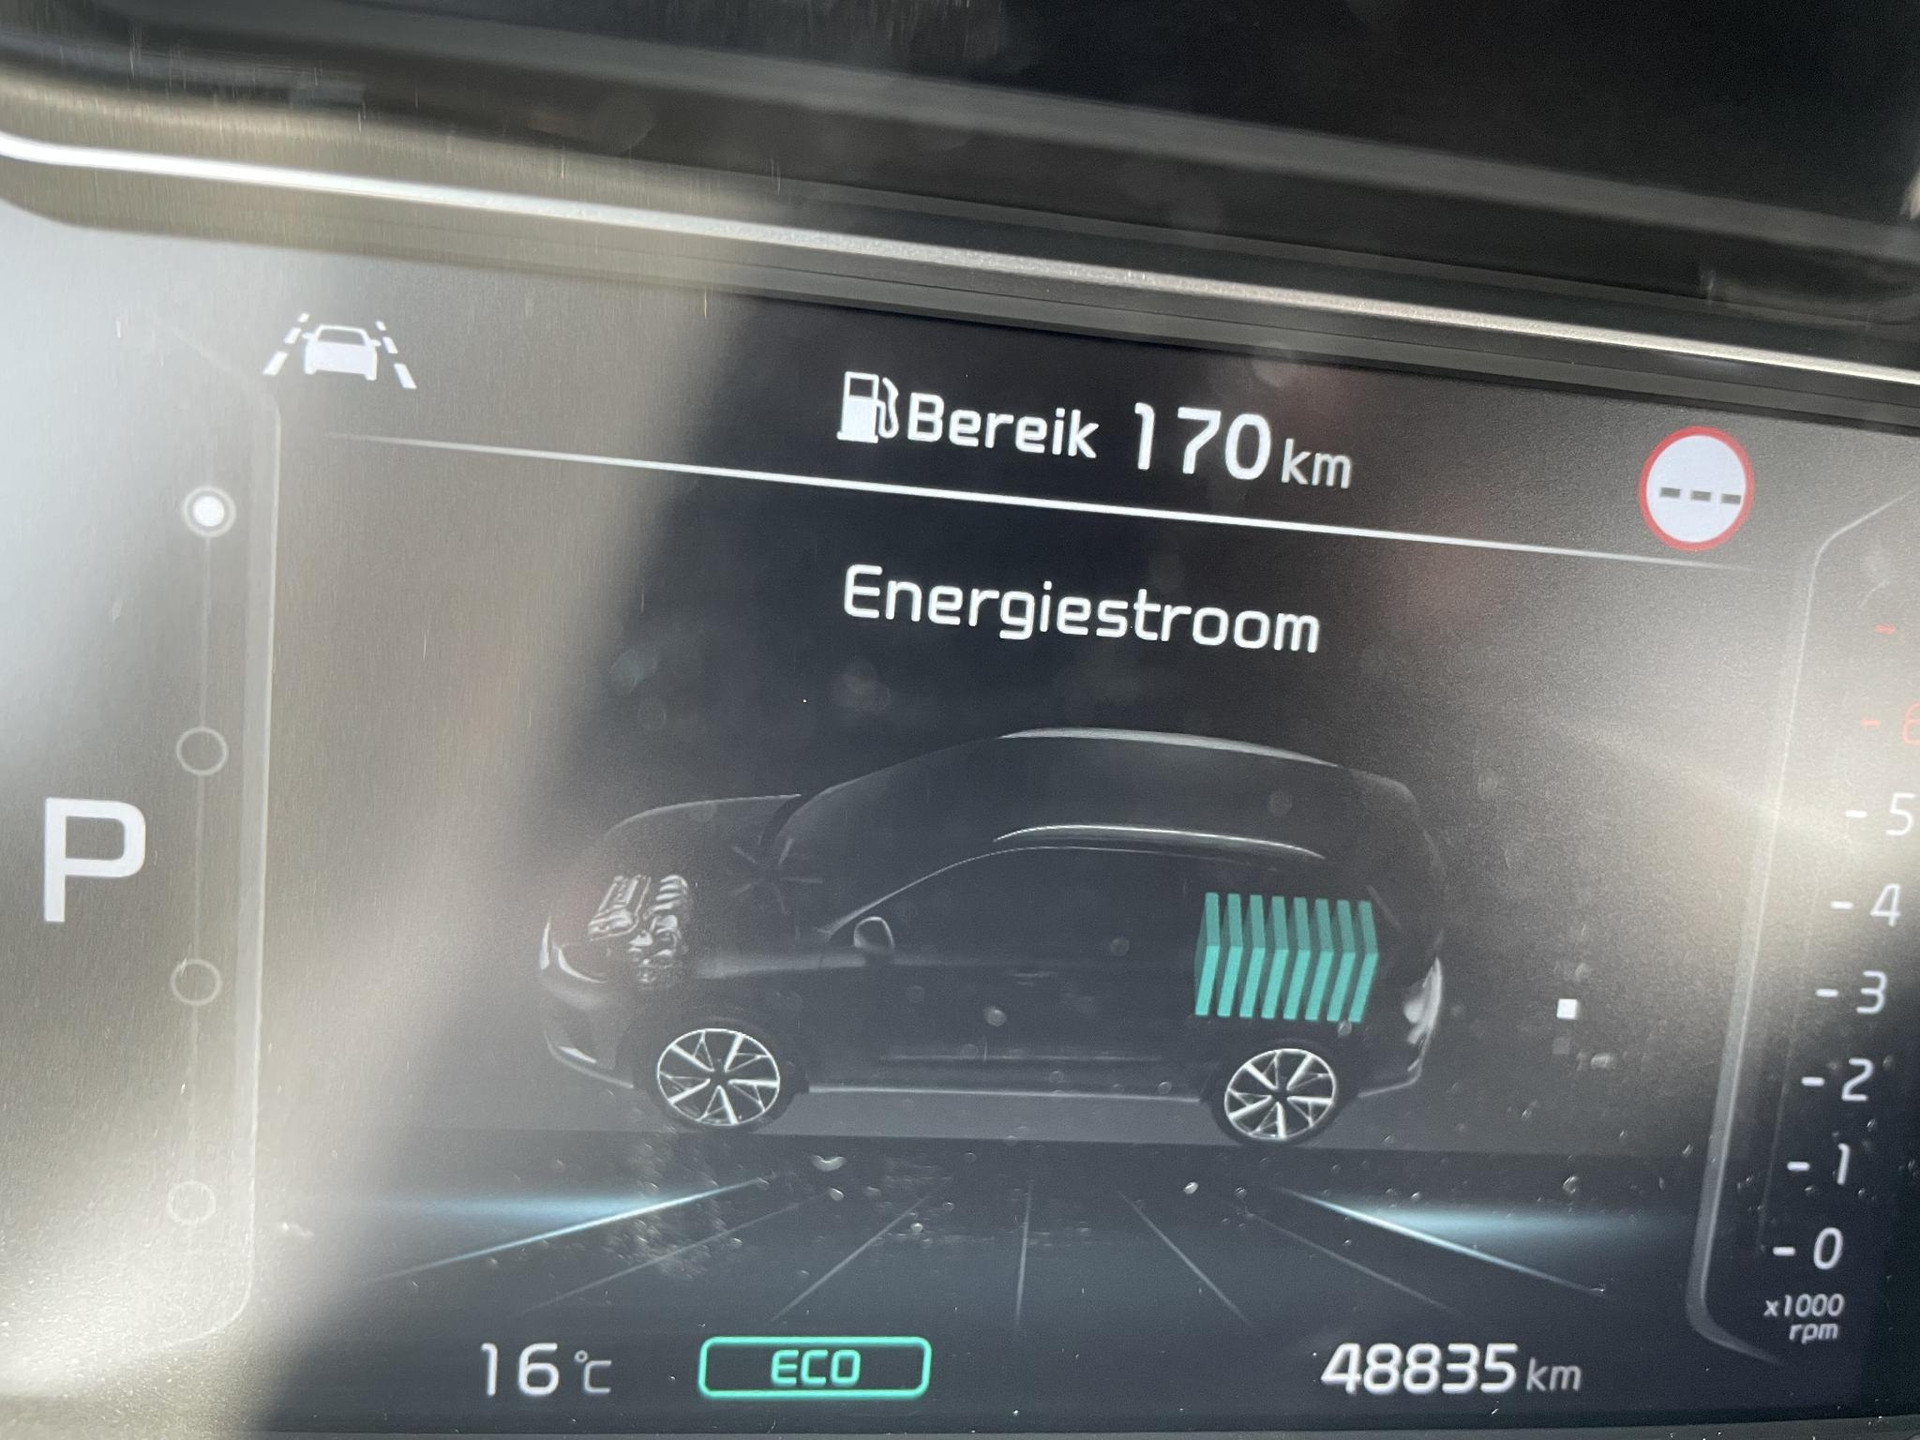 Bereik 170 km
---
Energiestroom
P
- 5
- 4
- 3
- 2
- 1
- 0
x1000
rpm
16 °C
ECO
48835 km